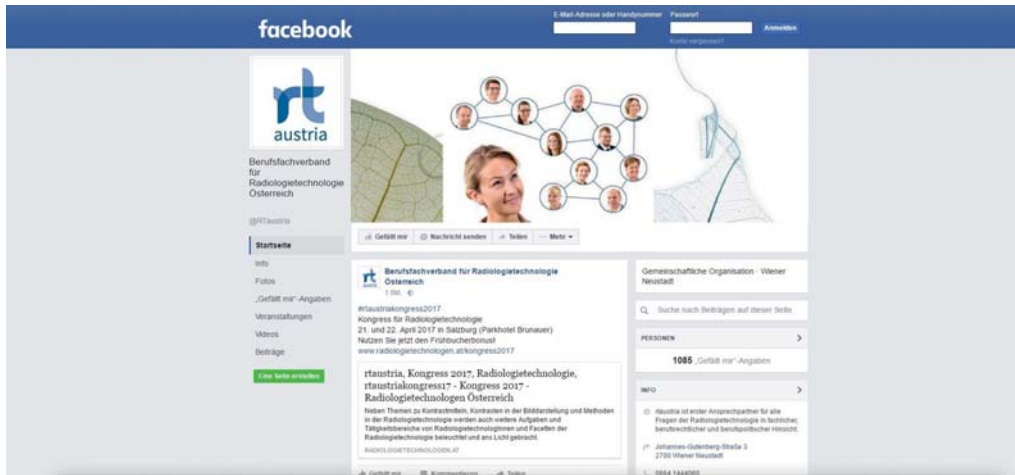 facebook
E-Mail-Adresse oder Handynummer
Passwort
Anmelden
Konto vergessen?
rt
austria
Berufsfachverband
für
Radiologietechnologie
Österreich
@RTaustria
Startseite
Info
Fotos
„Gefällt mir“-Angaben
Veranstaltungen
Videos
Beiträge
Eine Seite erstellen
Gefällt mir
Nachricht senden
Teilen
Mehr
rt
Berufsfachverband für Radiologietechnologie
Österreich
#rtaustriakongress2017
Kongress für Radiologietechnologie
21. und 22. April 2017 in Salzburg (Parkhotel Brunauer)
Nutzen Sie jetzt den Frühbucherbonus!
www.radiologietechnologen.at/kongress2017
rtaustria, Kongress 2017, Radiologietechnologie,
rtaustriakongress17 - Kongress 2017 -
Radiologietechnologen Österreich
Neben Themen zu Kontrastmitteln, Kontrasten in der Bilddarstellung und Methoden
in der Radiologietechnologie werden auch weitere Aufgaben und
Tätigkeitsbereiche von RadiologietechnologInnen und Facetten der
Radiologietechnologie beleuchtet und ans Licht gebracht.
RADIOLOGIETECHNOLOGEN.AT
Gefällt mir
Kommentieren
Teilen
Gemeinschaftliche Organisation · Wiener
Neustadt
Suche nach Beiträgen auf dieser Seite
PERSONEN
1085 „Gefällt mir“-Angaben
INFO
rtaustria ist erster Ansprechpartner für alle
Fragen der Radiologietechnologie in fachlicher,
berufsrechtlicher und berufspolitischer Hinsicht.
Johannes-Gutenberg-Straße 3
2700 Wiener Neustadt